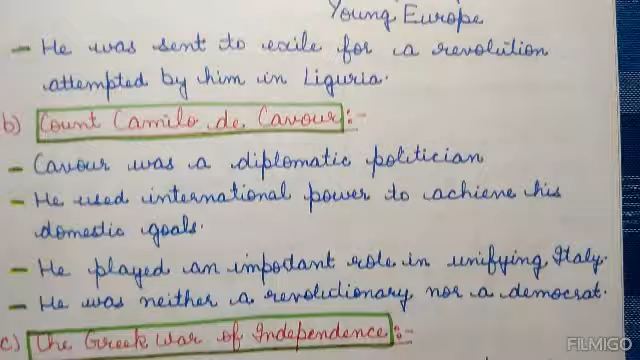 Young Europe
- He was sent to exile for a revolution
attempted by him in Liguria.
b) Count Camilo de Cavour:-
- Cavour was a diplomatic politician
- He used international power to achieve his
domestic goals.
- He played an impodant role in unifying Italy.
- He was neither a revolutionary nor a democrat.
c) The Greek War of Independence:-
FILMIGO